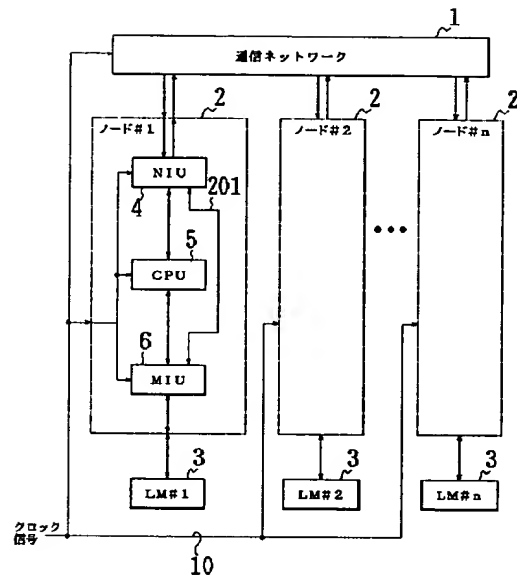 1
通信ネットワーク
2
2
2
ノード#1
ノード#2
ノード#n
NIU
4
201
5
CPU
6
MIU
3
3
3
LM#1
LM#2
LM#n
クロック
信号
10